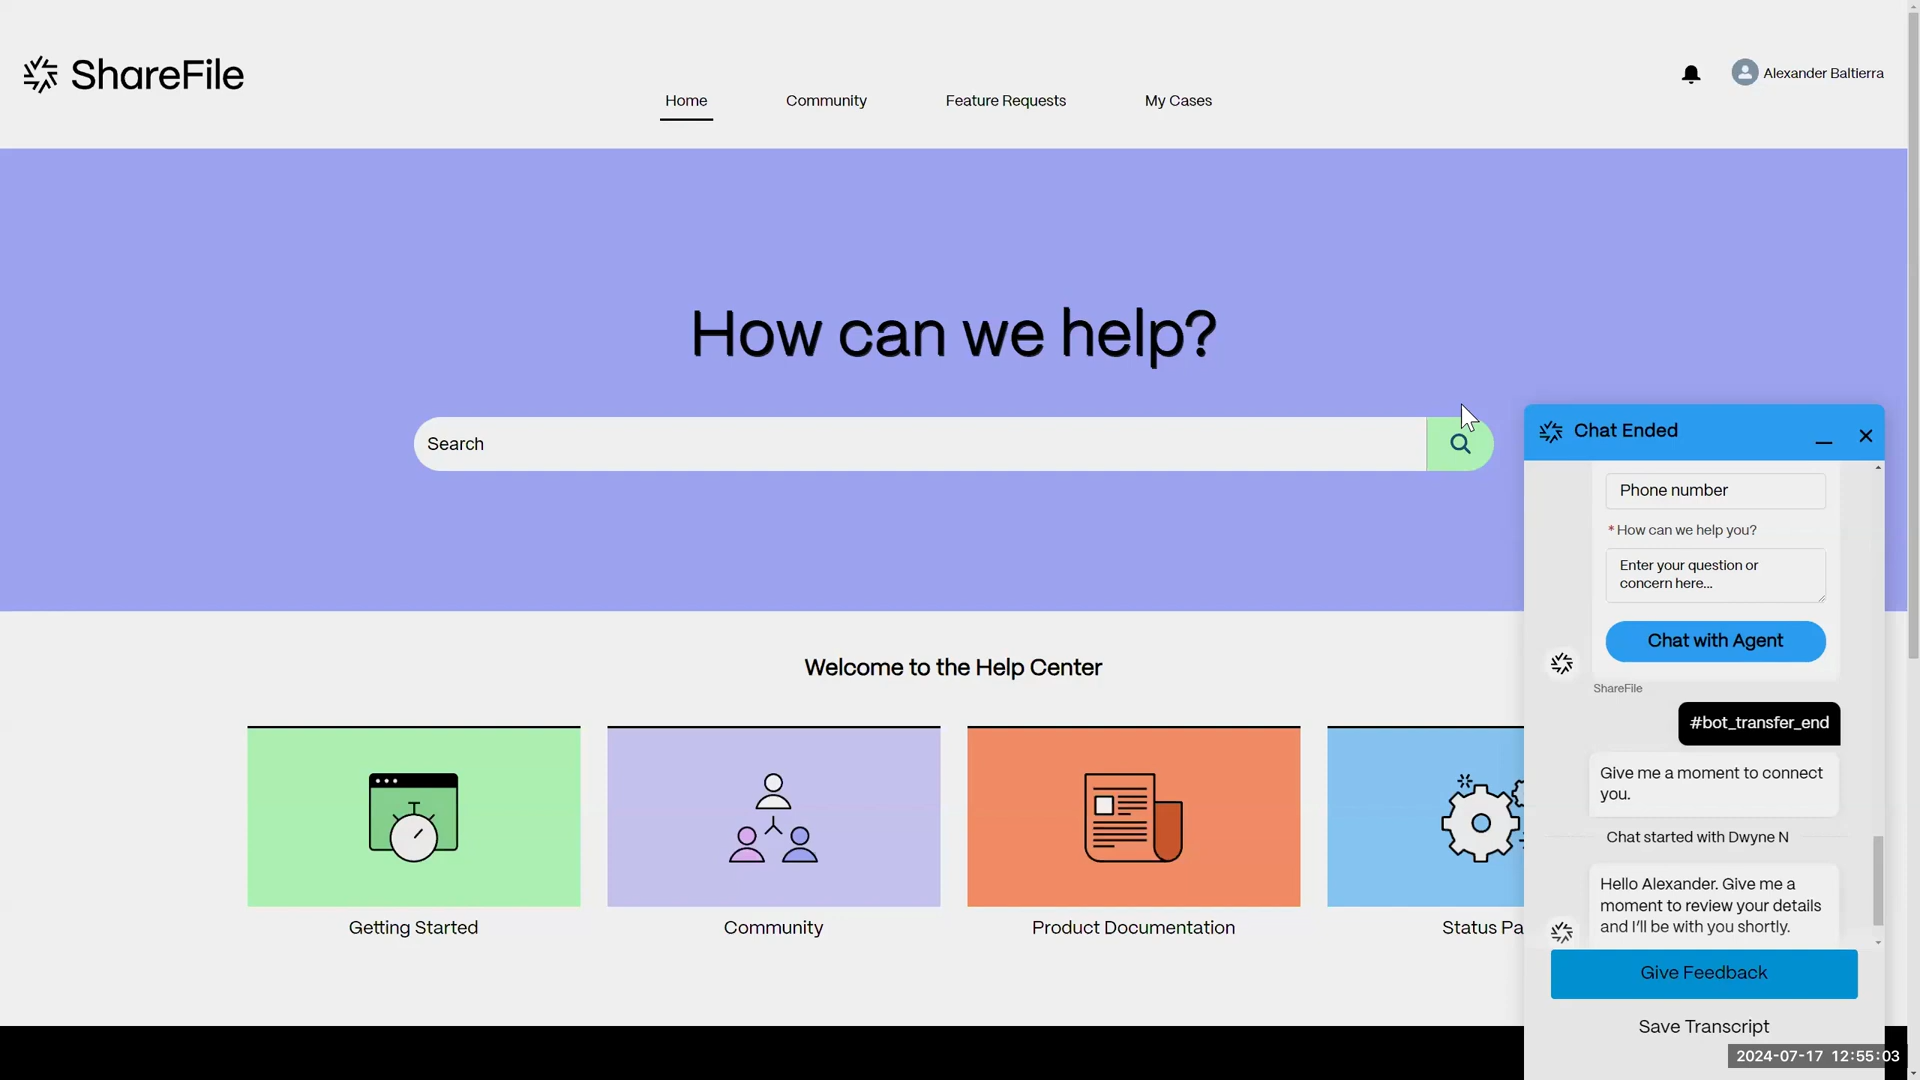 ShareFile
Home
Community
Feature Requests
My Cases
Alexander Baltierra
How can we help?
Search
Welcome to the Help Center
Getting Started
Community
Product Documentation
Status Pa
Chat Ended
Phone number
*How can we help you?
Enter your question or
concern here...
Chat with Agent
ShareFile
#bot_transfer_end
Give me a moment to connect
you.
Chat started with Dwyne N
Hello Alexander. Give me a
moment to review your details
and I'll be with you shortly.
Give Feedback
Save Transcript
2024-07-17 12:55:03